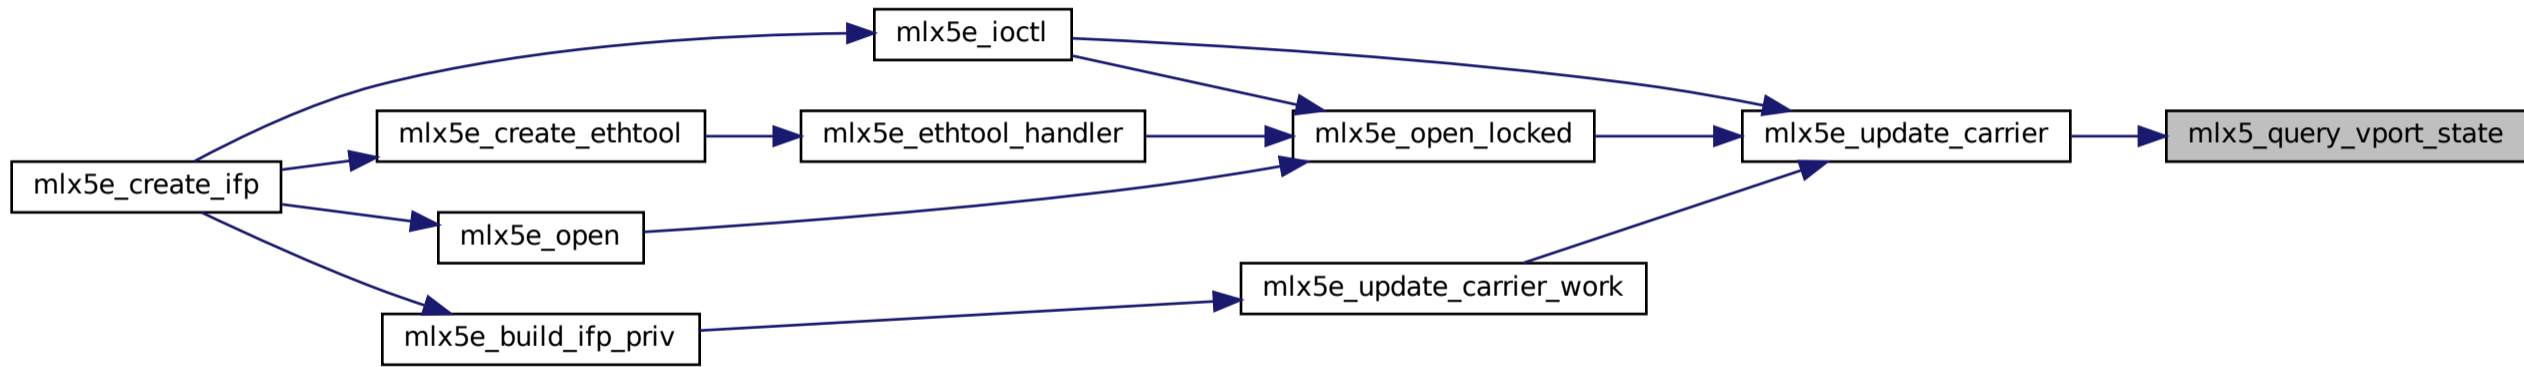 mlx5e_ioctl
mlx5e_create_ethtool
mlx5e_ethtool_handler
mlx5e_open_locked
mlx5e_update_carrier
mlx5_query_vport_state
mlx5e_create_ifp
mlx5e_open
mlx5e_update_carrier_work
mlx5e_build_ifp_priv